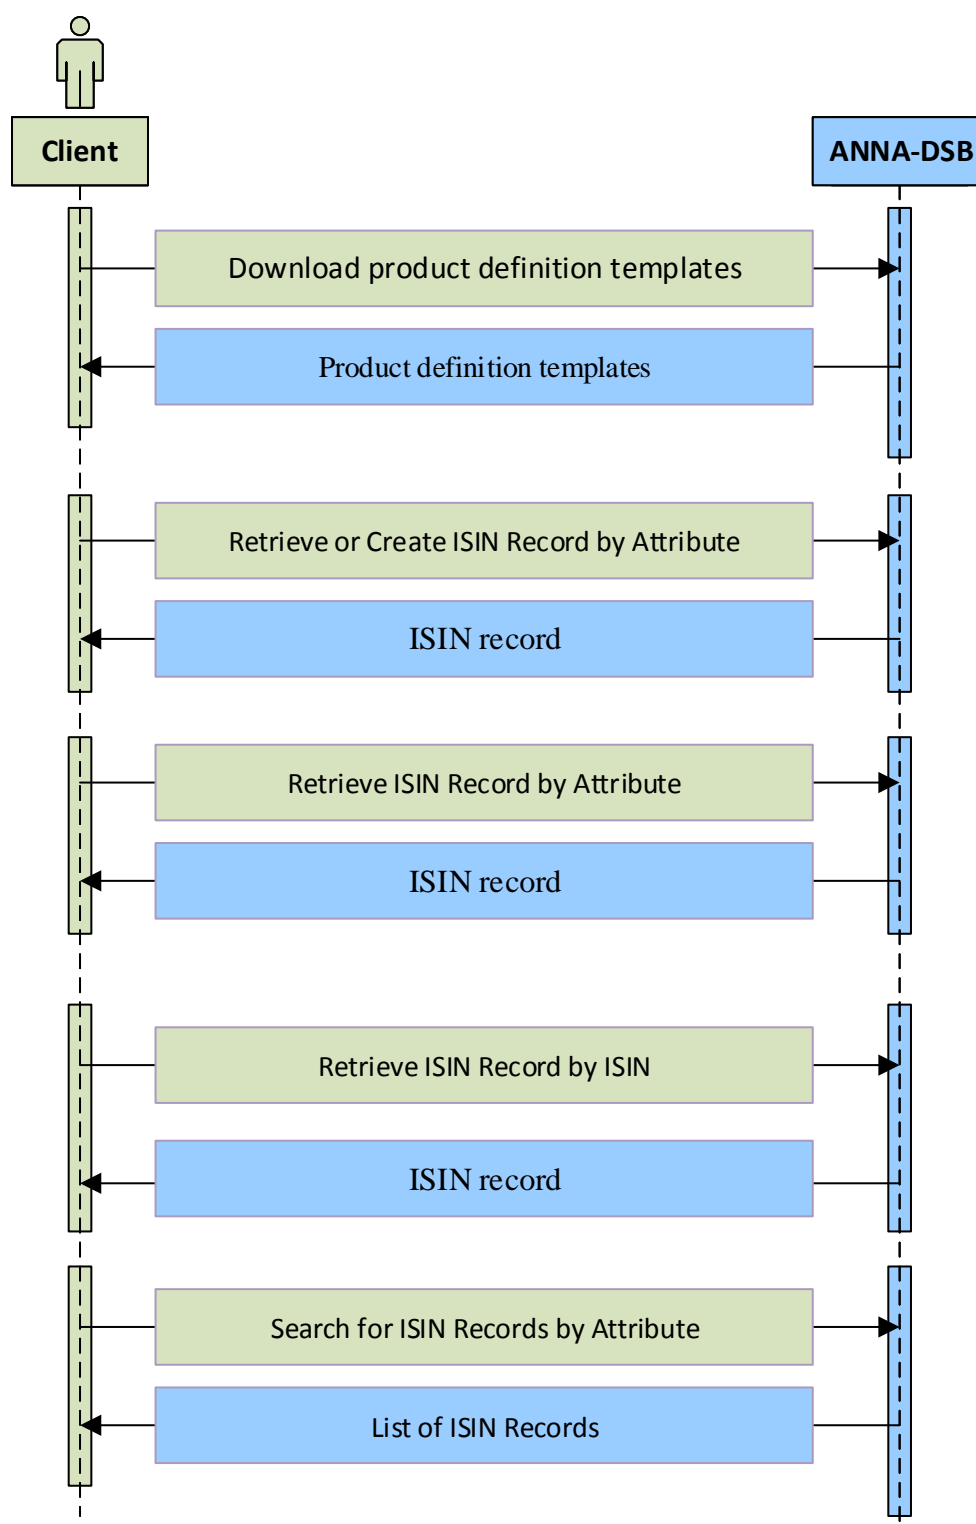 Client
ANNA-DSB
Download product definition templates
Product definition templates
Retrieve or Create ISIN Record by Attribute
ISIN record
Retrieve ISIN Record by Attribute
ISIN record
Retrieve ISIN Record by ISIN
ISIN record
Search for ISIN Records by Attribute
List of ISIN Records